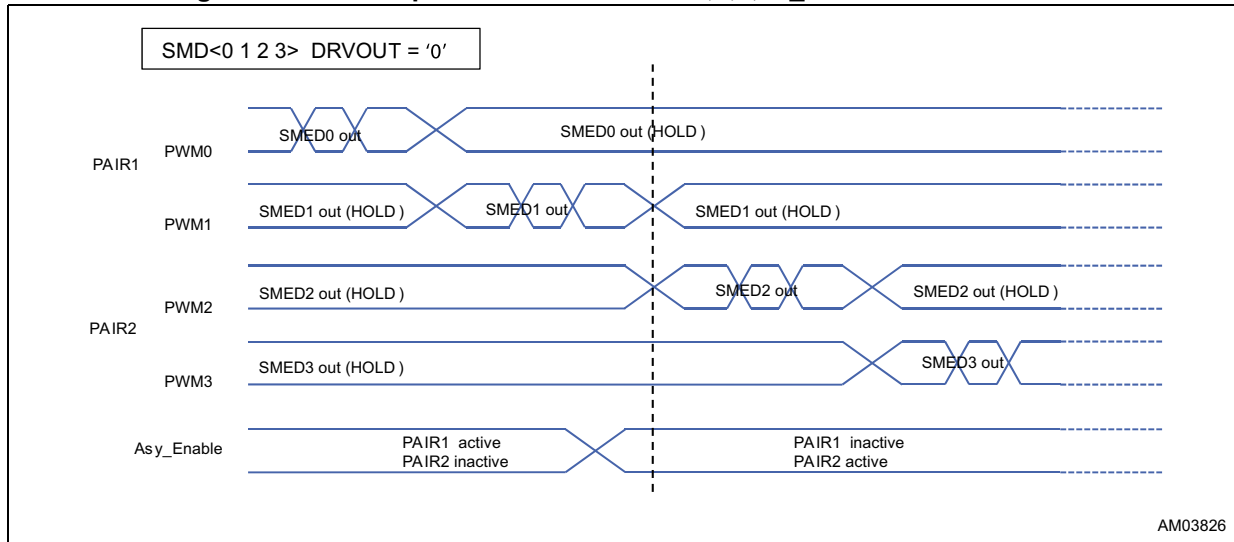 SMD<0 1 2 3> DRVOUT = '0'
SMED0 out
SMED0 out (HOLD )
PAIR1
PWM0
SMED1 out (HOLD )
SMED1 out
SMED1 out (HOLD )
PWM1
SMED2 out (HOLD )
SMED2 out
SMED2 out (HOLD )
PWM2
PAIR2
SMED3 out (HOLD )
SMED3 out
PWM3
Asy_Enable
PAIR1 active
PAIR2 inactive
PAIR1 inactive
PAIR2 active
AM03826